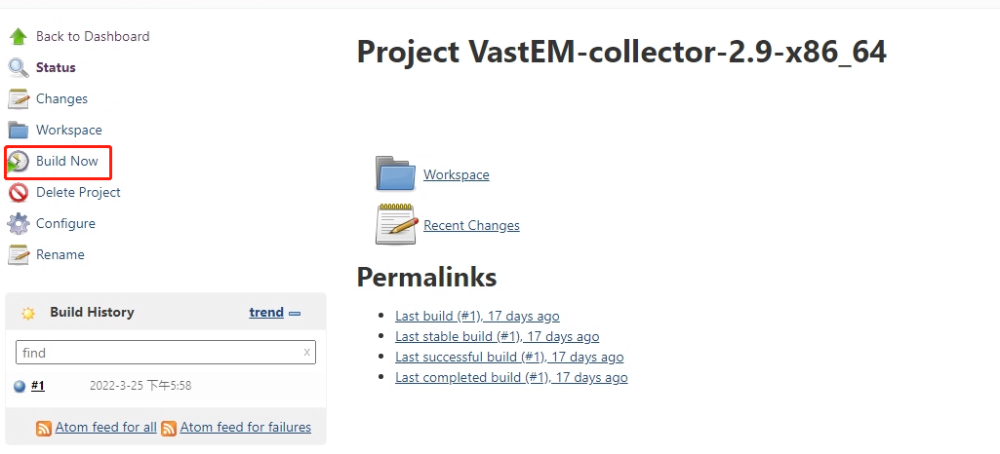 Back to Dashboard
Status
Changes
Workspace
Build Now
Delete Project
Configure
Rename
Build History
trend
find
x
#1
2022-3-25 下午5:58
Atom feed for all
Atom feed for failures
Project VastEM-collector-2.9-x86_64
Workspace
Recent Changes
Permalinks
Last build (#1), 17 days ago
Last stable build (#1), 17 days ago
Last successful build (#1), 17 days ago
Last completed build (#1), 17 days ago